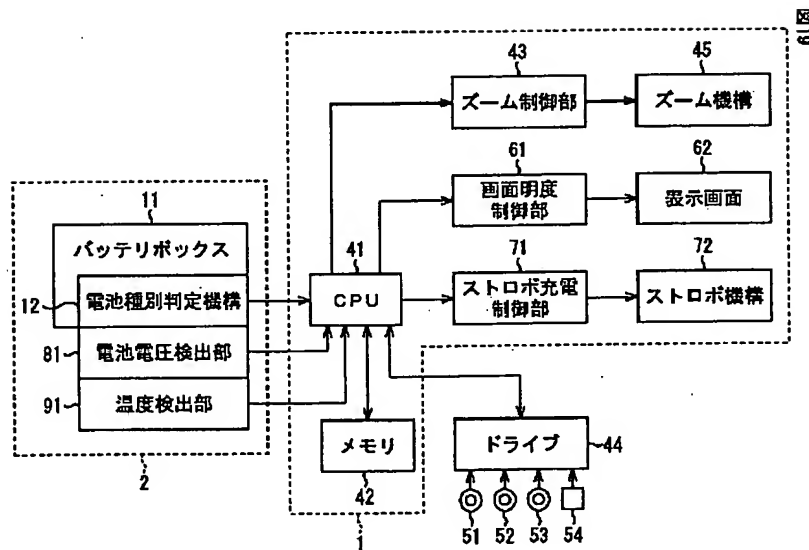 図6
43
45
ズーム制御部
ズーム機構
61
62
画面明度
制御部
表示画面
11
バッテリボックス
41
71
72
12
電池種別判定機構
CPU
ストロボ充電
制御部
ストロボ機構
81
電池電圧検出部
91
温度検出部
メモリ
ドライブ
44
2
42
51
52
53
54
1